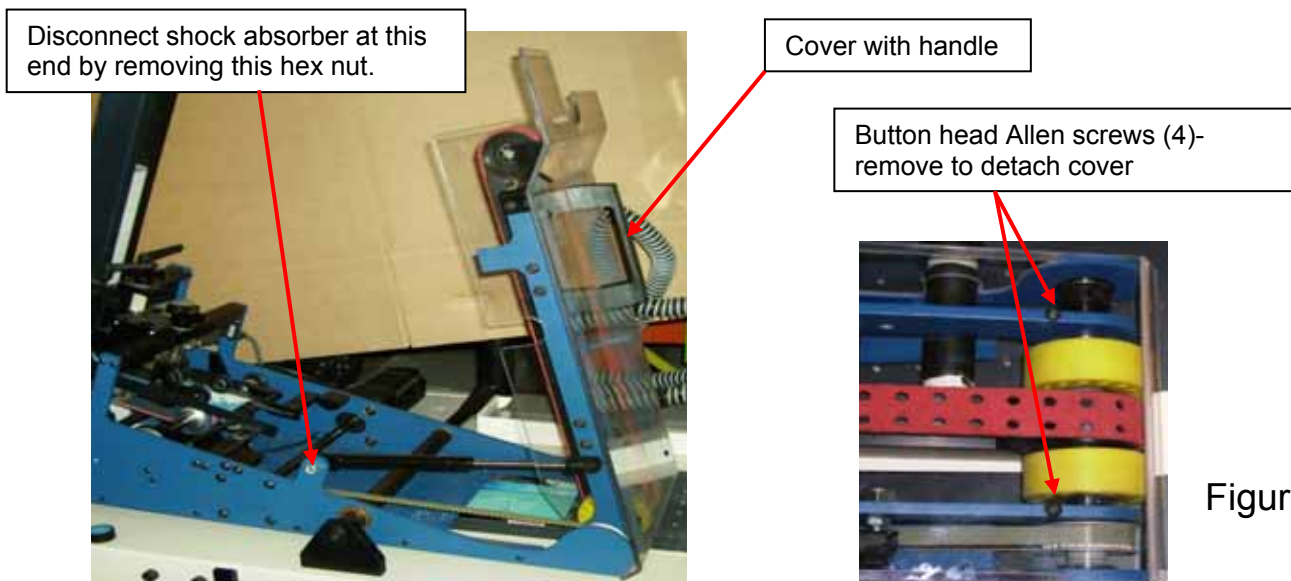 Disconnect shock absorber at this
end by removing this hex nut.
Cover with handle
Button head Allen screws (4)-
remove to detach cover
Figur